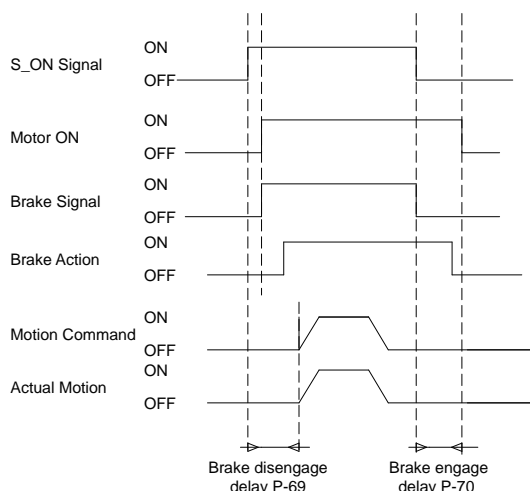 ON
S_ON Signal
OFF
ON
Motor ON
OFF
ON
Brake Signal
OFF
ON
Brake Action
OFF
ON
Motion Command
OFF
ON
Actual Motion
OFF
Brake disengage
delay P-69
Brake engage
delay P-70